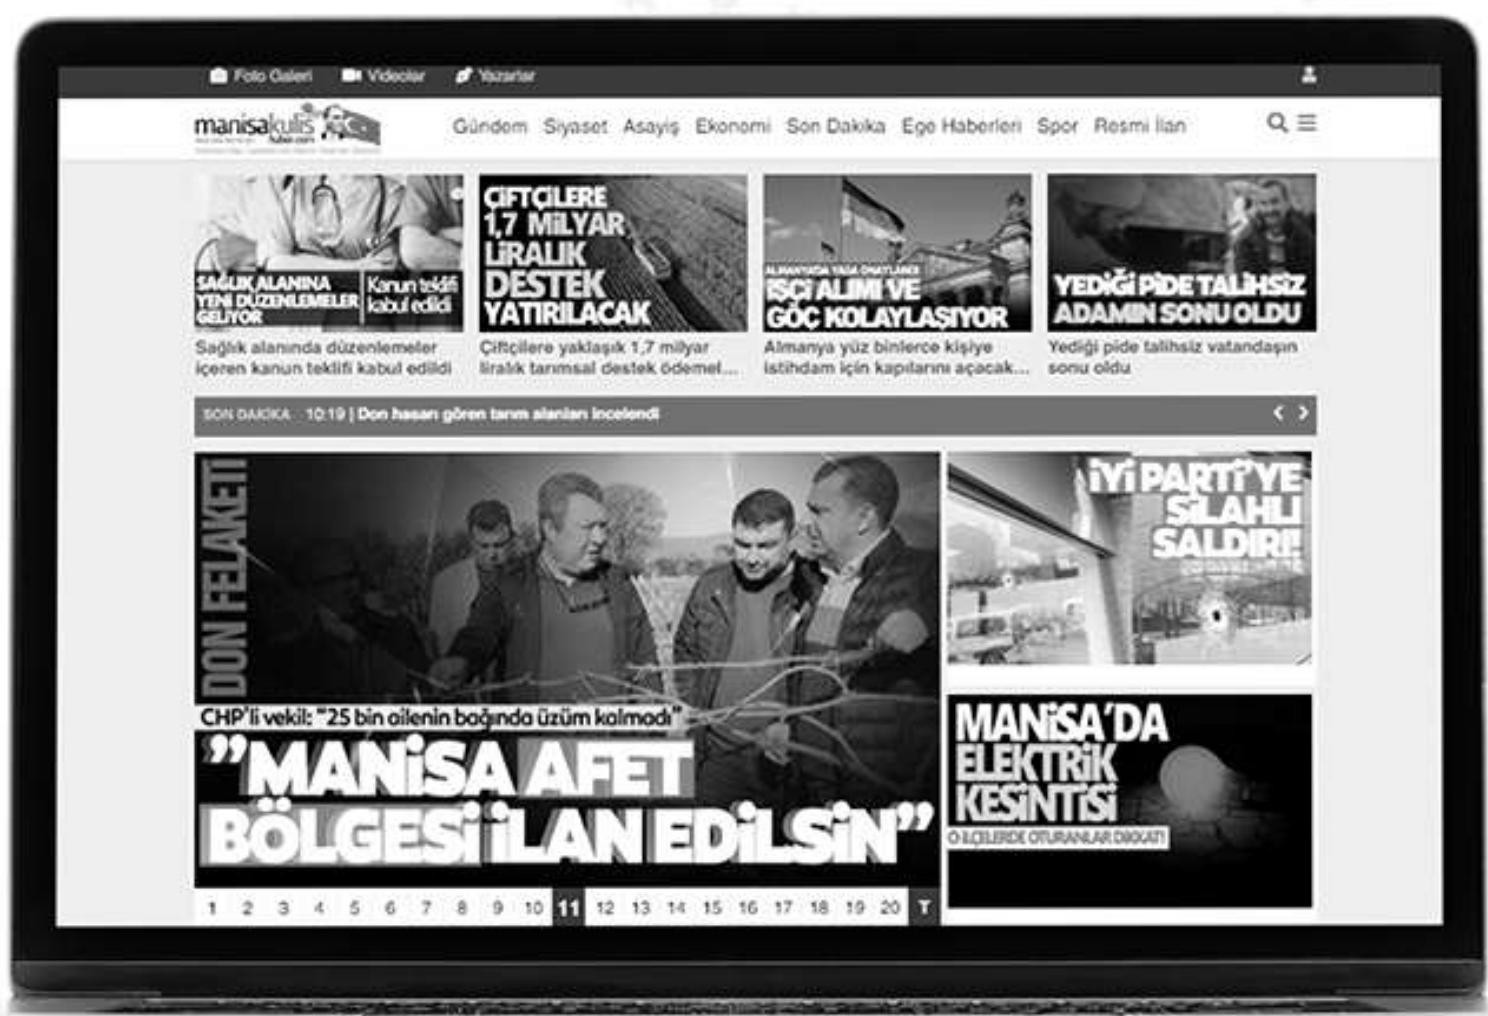 Foto Galeri Videolar Yazarlar
manisakulis
haber.com
Gündem Siyaset Asayiş Ekonomi Son Dakika Ege Haberleri Spor Resmi İlan
SAĞLIK ALANINA
YENİ DÜZENLEMELER
GELİYOR
Kanun teklifi
kabul edildi
Sağlık alanında düzenlemeler
içeren kanun teklifi kabul edildi
ÇİFTÇİLERE
1,7 MİLYAR
LİRALIK
DESTEK
YATIRILACAK
Çiftçilere yaklaşık 1,7 milyar
liralık tarımsal destek ödemel...
ALMANYA'DA YASA ONAYLANDI
İŞÇİ ALIMI VE
GÖÇ KOLAYLAŞIYOR
Almanya yüz binlerce kişiye
istihdam için kapılarını açacak...
YEDİĞİ PİDE TALİHSİZ
ADAMIN SONU OLDU
Yediği pide talihsiz vatandaşın
sonu oldu
SON DAKİKA 10:19 | Don hasarı gören tarım alanları incelendi
DON FELAKETİ
CHP'li vekil: "25 bin ailenin bağında üzüm kalmadı"
"MANİSA AFET
BÖLGESİ İLAN EDİLSİN"
1 2 3 4 5 6 7 8 9 10 11 12 13 14 15 16 17 18 19 20 T
İYİ PARTİ'YE
SİLAHLI
SALDIRI!
MANİSA'DA
ELEKTRİK
KESİNTİSİ
O İLÇELERDE OTURANLAR DİKKAT!